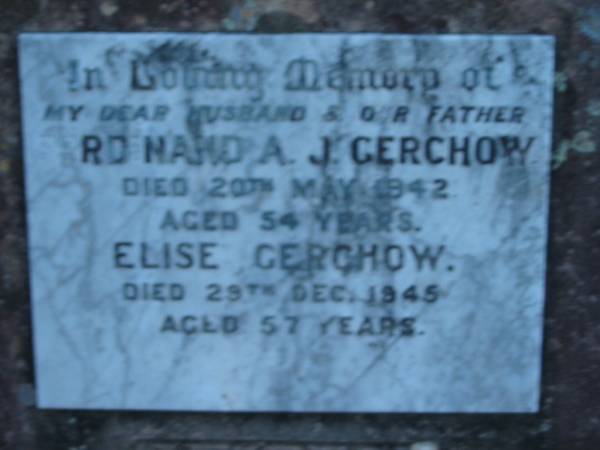 In Loving Memory of
MY DEAR HUSBAND & OUR FATHER
RDINAND A. J. GERCHOW
DIED 20TH MAY 1942
AGED 54 YEARS.
ELISE GERCHOW.
DIED 29TH DEC. 1945
AGED 57 YEARS.